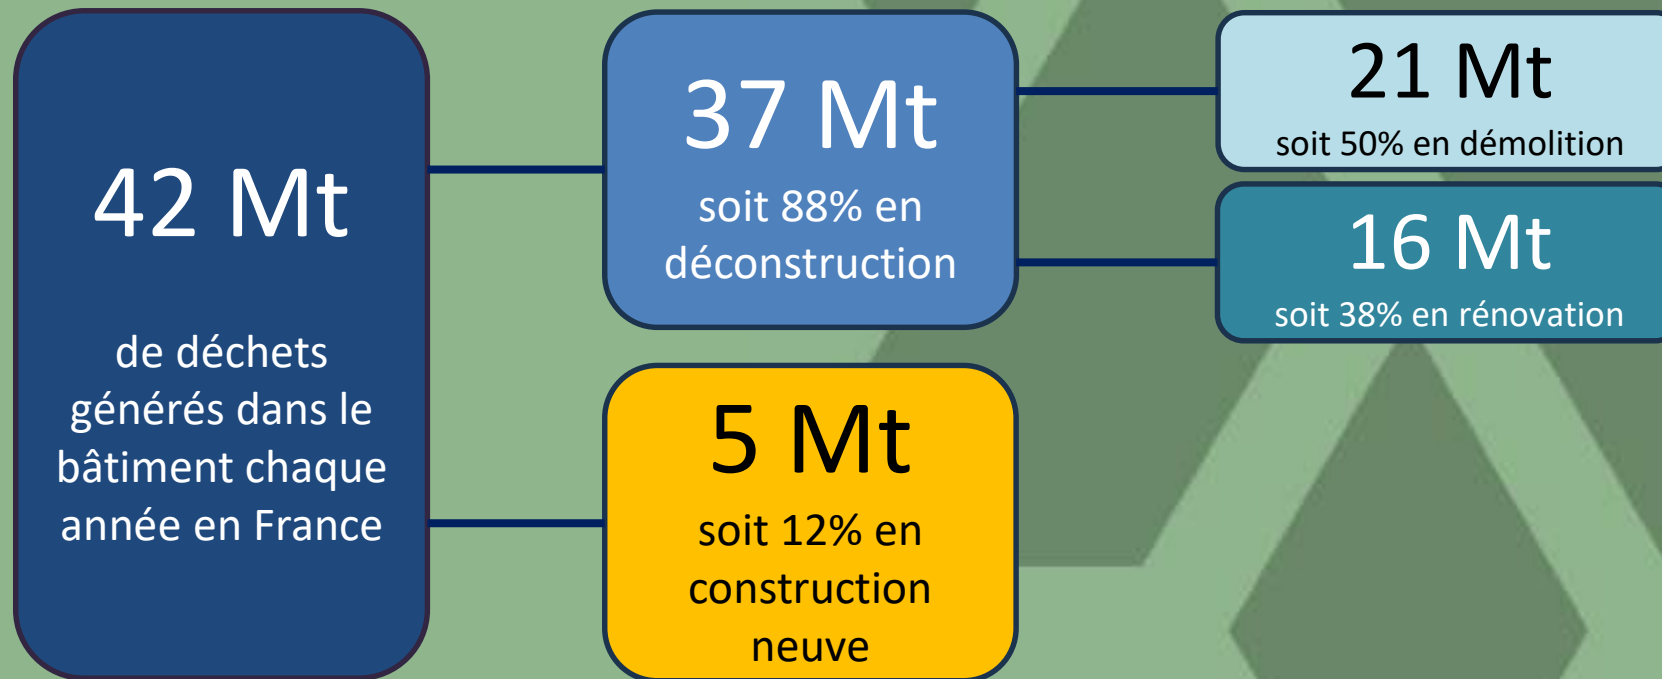 42 Mt
de déchets
générés dans le
bâtiment chaque
année en France
37 Mt
soit 88% en
déconstruction
5 Mt
soit 12% en
construction
neuve
21 Mt
soit 50% en démolition
16 Mt
soit 38% en rénovation